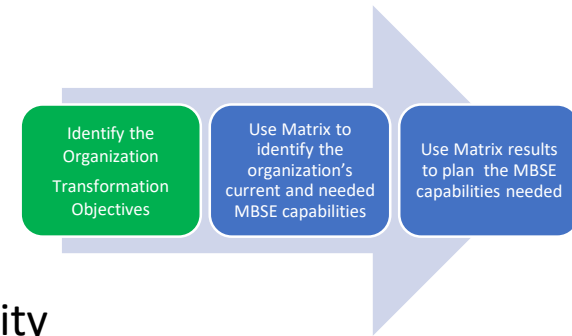 Identify the
Organization
Transformation
Objectives
Use Matrix to
identify the
organization's
current and needed
MBSE capabilities
Use Matrix results
to plan the MBSE
capabilities needed
ity